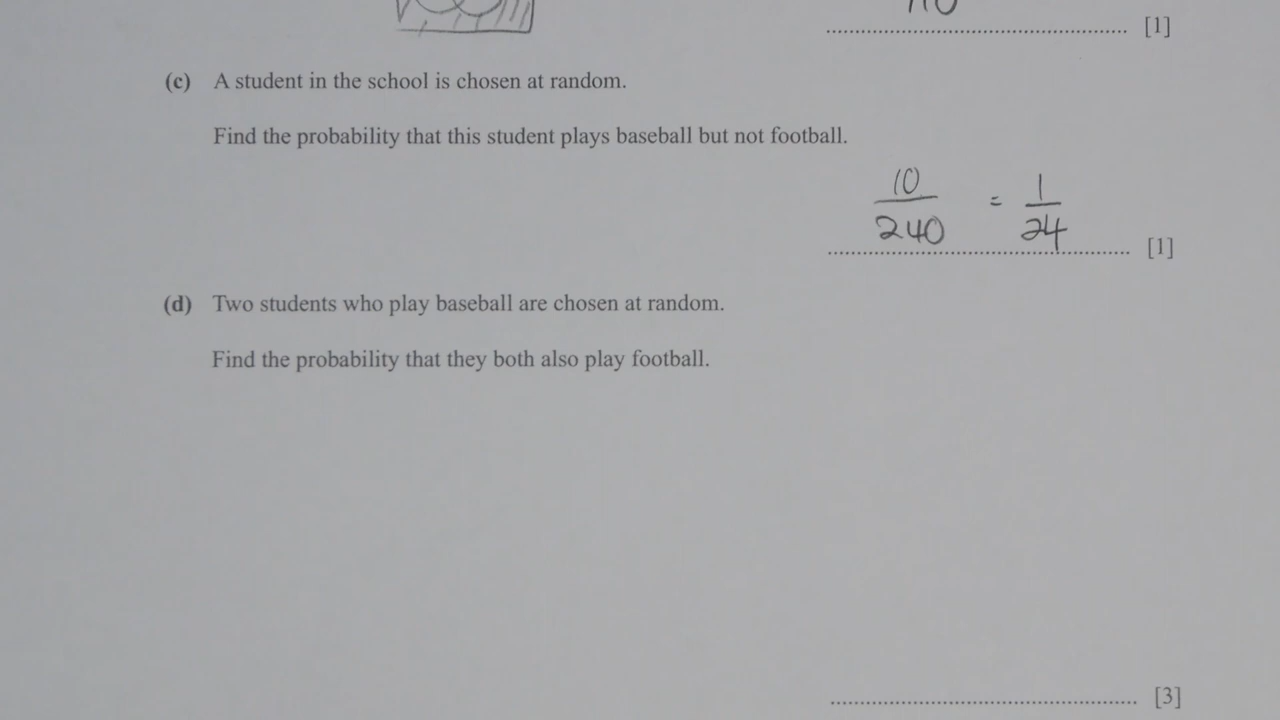 [1]
(c) A student in the school is chosen at random.
Find the probability that this student plays baseball but not football.
10/240 = 1/24
[1]
(d) Two students who play baseball are chosen at random.
Find the probability that they both also play football.
[3]